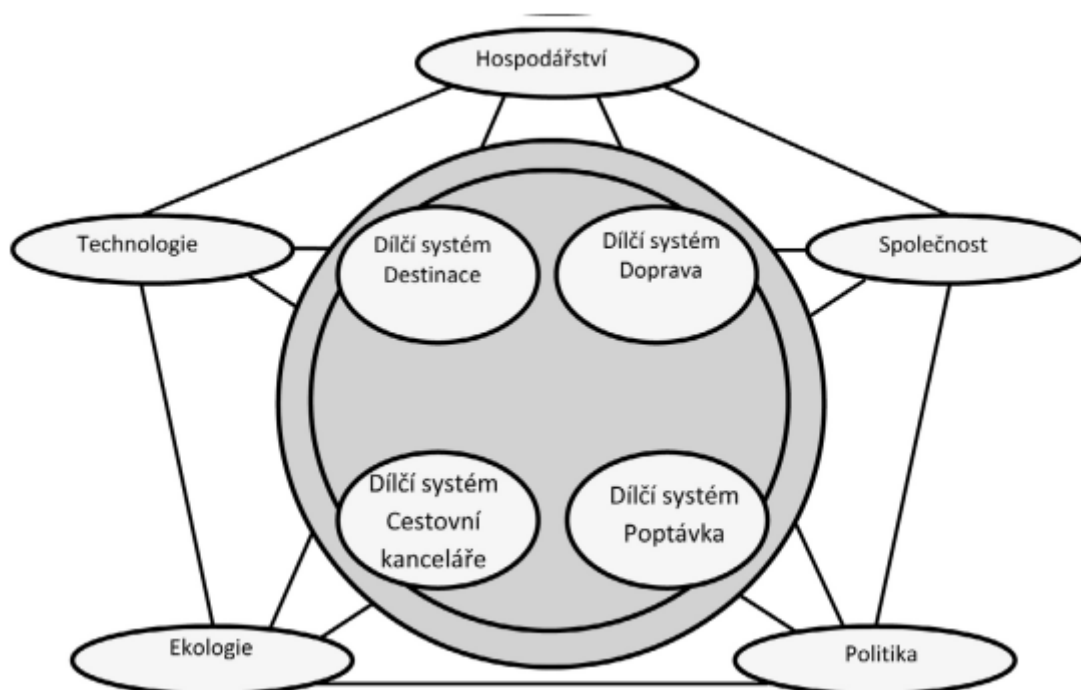 Hospodářství
Technologie
Společnost
Dílčí systém
Destinace
Dílčí systém
Doprava
Dílčí systém
Cestovní
kanceláře
Dílčí systém
Poptávka
Ekologie
Politika